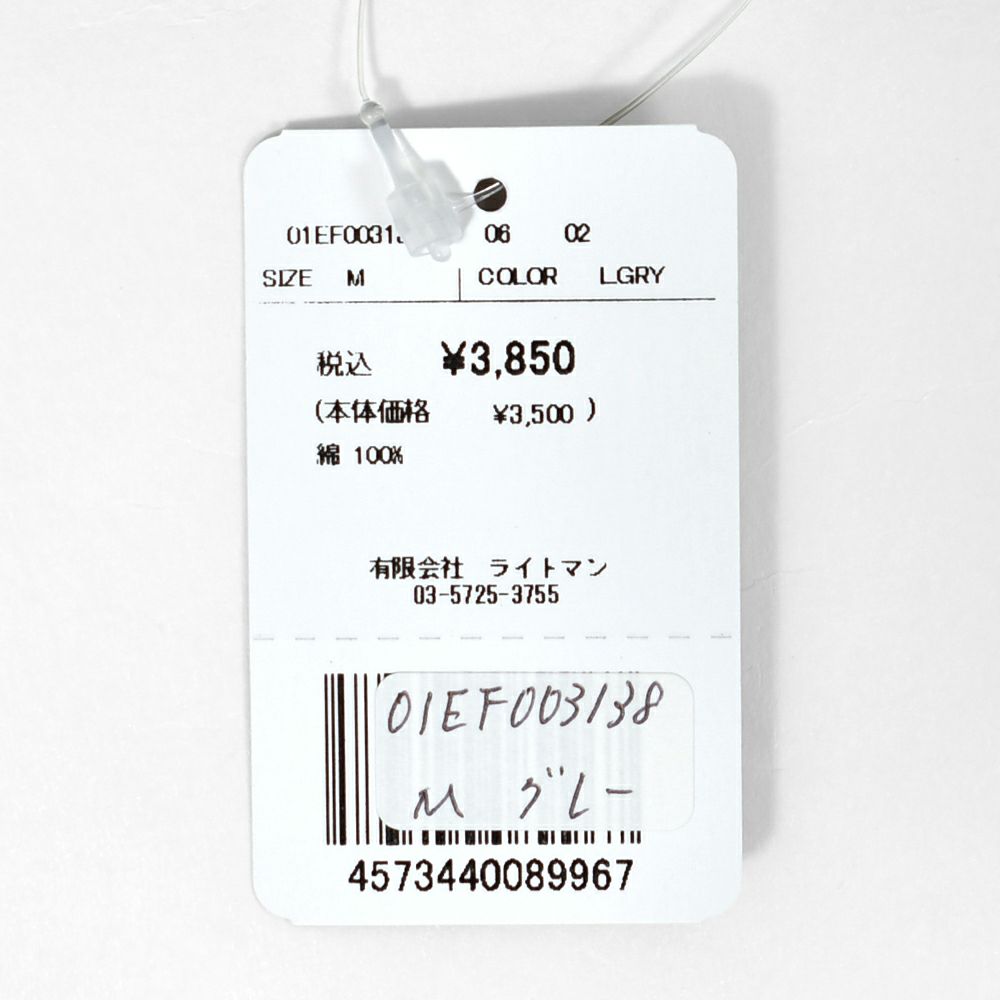 01EF0031 06 02
SIZE M COLOR LGRY
税込 ¥3,850
(本体価格 ¥3,500 )
綿 100%
有限会社 ライトマン
03-5725-3755
01EF003138
M グレー
4573440089967